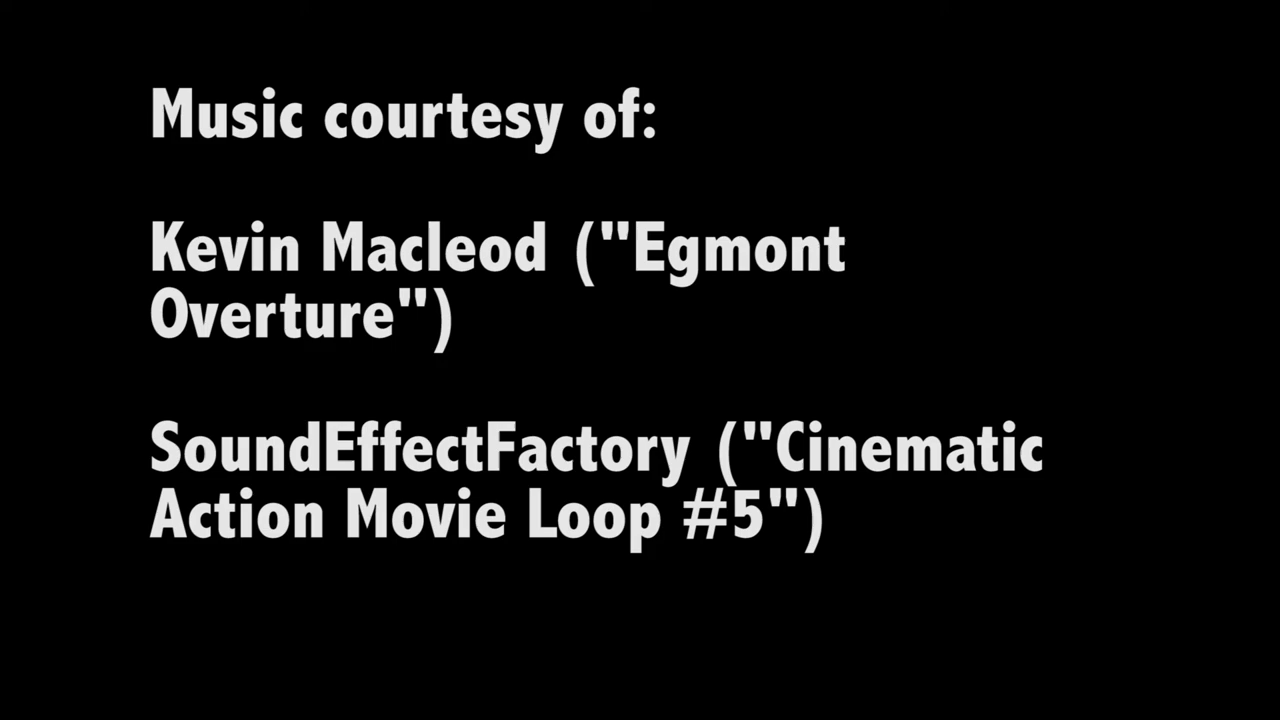 Music courtesy of:
Kevin Macleod ("Egmont
Overture")
SoundEffectFactory ("Cinematic
Action Movie Loop #5")